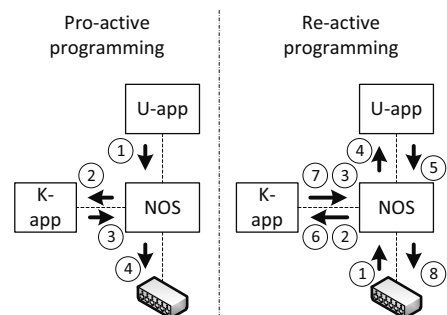 Pro-active
programming
U-app
1
2
K-
app
NOS
3
4
Re-active
programming
U-app
4
5
7 3
K-
app
NOS
6 2
1 8